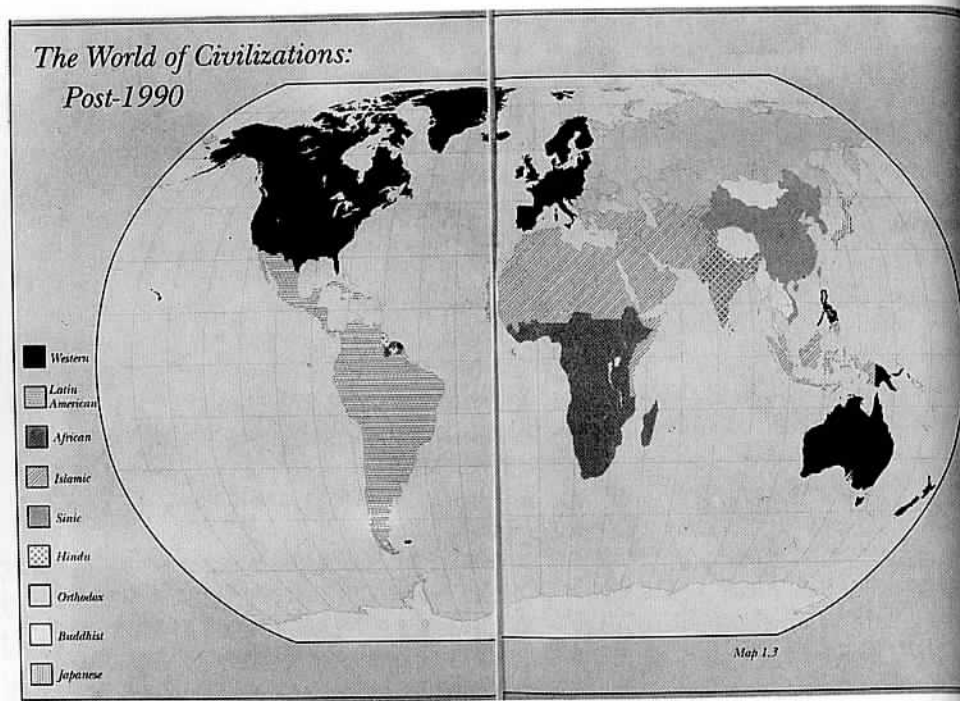 The World of Civilizations:
Post-1990
Western
Latin
American
African
Islamic
Sinic
Hindu
Orthodox
Buddhist
Japanese
Map 1.3